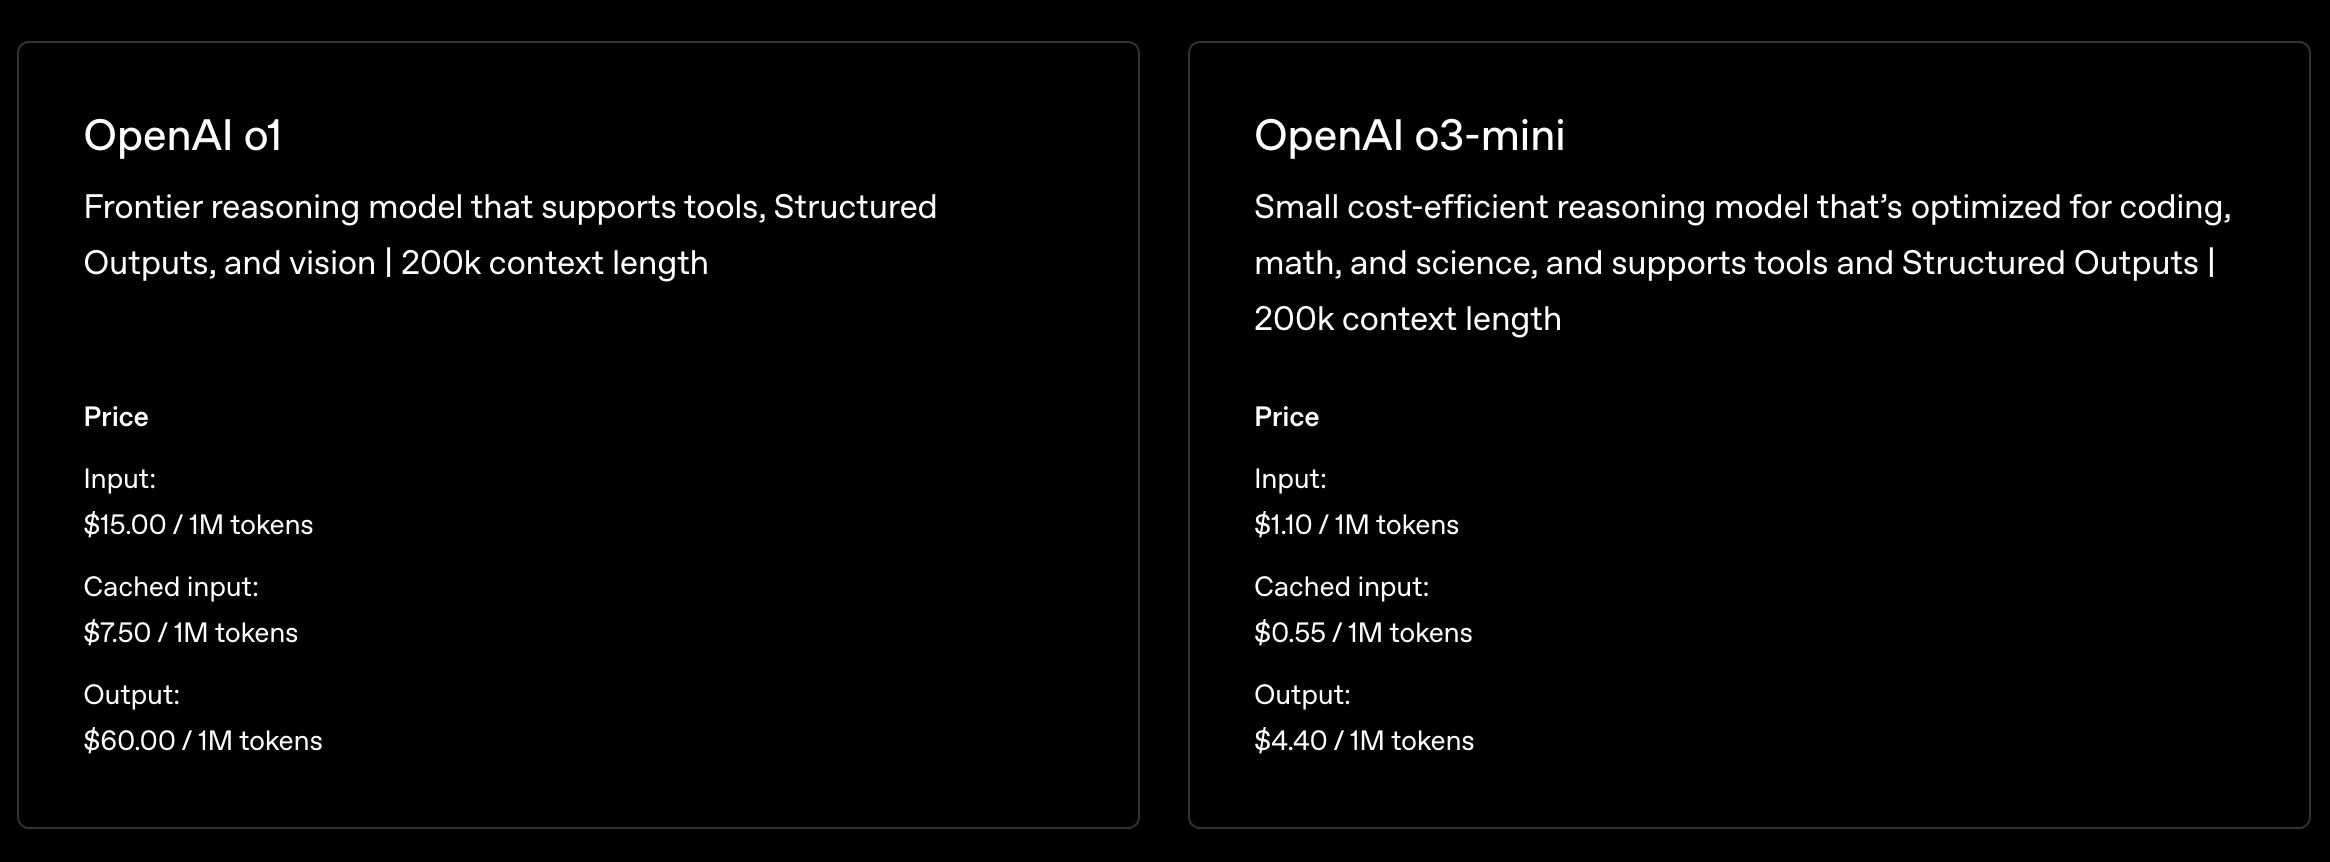 OpenAI o1
Frontier reasoning model that supports tools, Structured
Outputs, and vision | 200k context length
Price
Input:
$15.00 / 1M tokens
Cached input:
$7.50 / 1M tokens
Output:
$60.00 / 1M tokens
OpenAI o3-mini
Small cost-efficient reasoning model that’s optimized for coding,
math, and science, and supports tools and Structured Outputs |
200k context length
Price
Input:
$1.10 / 1M tokens
Cached input:
$0.55 / 1M tokens
Output:
$4.40 / 1M tokens